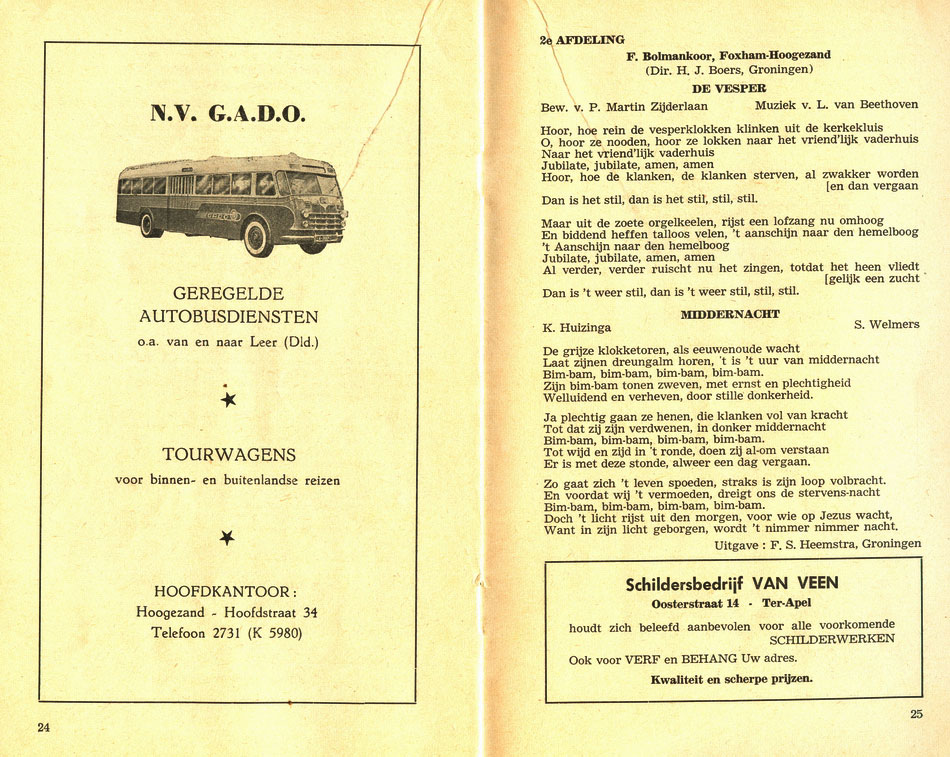 N.V. G.A.D.O.
GEREGELDE
AUTOBUSDIENSTEN
o.a. van en naar Leer (Dld.)
TOURWAGENS
voor binnen- en buitenlandse reizen
HOOFDKANTOOR:
Hoogezand - Hoofdstraat 34
Telefoon 2731 (K 5980)
24
2e AFDELING
F. Bolmankoor, Foxham-Hoogezand
(Dir. H. J. Boers, Groningen)
DE VESPER
Bew. v. P. Martin Zijderlaan Muziek v. L. van Beethoven
Hoor, hoe rein de vesperklokken klinken uit de kerkekluis
O, hoor ze nooden, hoor ze lokken naar het vriend'lijk vaderhuis
Naar het vriend'lijk vaderhuis
Jubilate, jubilate, amen, amen
Hoor, hoe de klanken, de klanken sterven, al zwakker worden
[en dan vergaan
Dan is het stil, dan is het stil, stil, stil.
Maar uit de zoete orgelkeelen, rijst een lofzang nu omhoog
En biddend heffen talloos velen, 't aanschijn naar den hemelboog
't Aanschijn naar den hemelboog
Jubilate, jubilate, amen, amen
Al verder, verder ruischt nu het zingen, totdat het heen vliedt
[gelijk een zucht
Dan is 't weer stil, dan is 't weer stil, stil, stil.
MIDDERNACHT
K. Huizinga S. Welmers
De grijze klokketoren, als eeuwenoude wacht
Laat zijnen dreungalm horen, 't is 't uur van middernacht
Bim-bam, bim-bam, bim-bam, bim-bam.
Zijn bim-bam tonen zweven, met ernst en plechtigheid
Welluidend en verheven, door stille donkerheid.
Ja plechtig gaan ze henen, die klanken vol van kracht
Tot dat zij zijn verdwenen, in donker middernacht
Bim-bam, bim-bam, bim-bam, bim-bam.
Tot wijd en zijd in 't ronde, doen zij al-om verstaan
Er is met deze stonde, alweer een dag vergaan.
Zo gaat zich 't leven spoeden, straks is zijn loop volbracht.
En voordat wij 't vermoeden, dreigt ons de stervens-nacht
Bim-bam, bim-bam, bim-bam, bim-bam.
Doch 't licht rijst uit den morgen, voor wie op Jezus wacht,
Want in zijn licht geborgen, wordt 't nimmer nimmer nacht.
Uitgave : F. S. Heemstra, Groningen
Schildersbedrijf VAN VEEN
Oosterstraat 14 - Ter-Apel
houdt zich beleefd aanbevolen voor alle voorkomende
SCHILDERWERKEN
Ook voor VERF en BEHANG Uw adres.
Kwaliteit en scherpe prijzen.
25